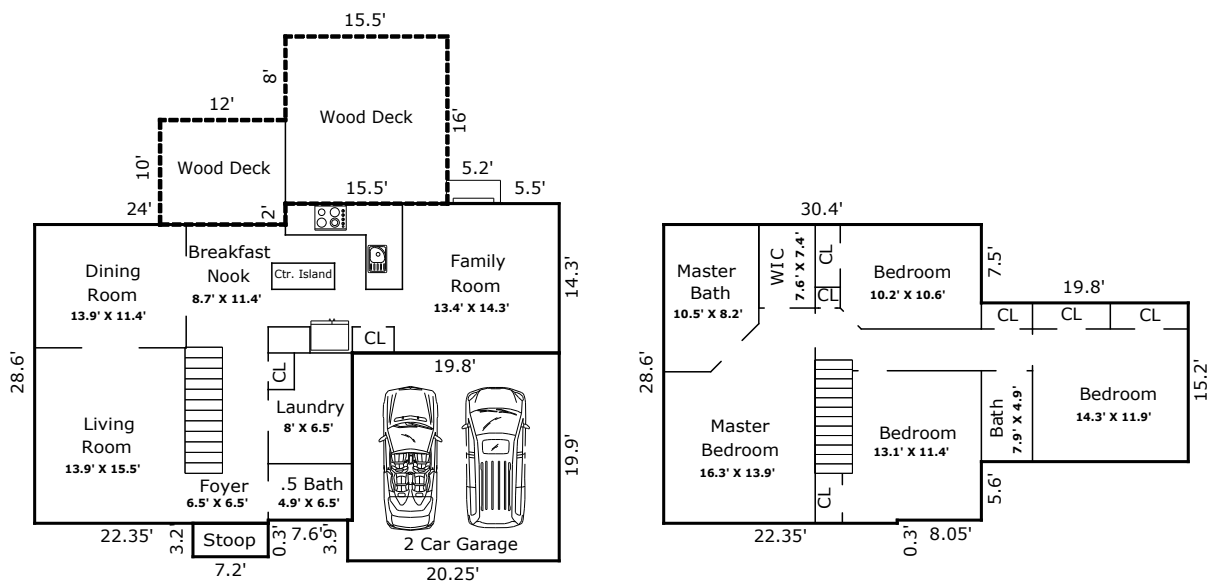 15.5'
8'
Wood Deck
16'
12'
10'
Wood Deck
5.2'
5.5'
15.5'
24'
2'
Dining
Room
13.9' X 11.4'
Breakfast
Nook
8.7' X 11.4'
Ctr. Island
Family
Room
13.4' X 14.3'
14.3'
CL
28.6'
CL
19.8'
Laundry
8' X 6.5'
Living
Room
13.9' X 15.5'
19.9'
Foyer
6.5' X 6.5'
.5 Bath
4.9' X 6.5'
22.35'
3.2'
Stoop
0.3'
7.6'
3.9'
2 Car Garage
7.2'
20.25'
30.4'
Master
Bath
10.5' X 8.2'
WIC
7.6' X 7.4'
CL
CL
Bedroom
10.2' X 10.6'
7.5'
19.8'
CL
CL
CL
28.6'
15.2'
Master
Bedroom
16.3' X 13.9'
Bedroom
13.1' X 11.4'
Bath
7.9' X 4.9'
Bedroom
14.3' X 11.9'
CL
5.6'
22.35'
0.3'
8.05'